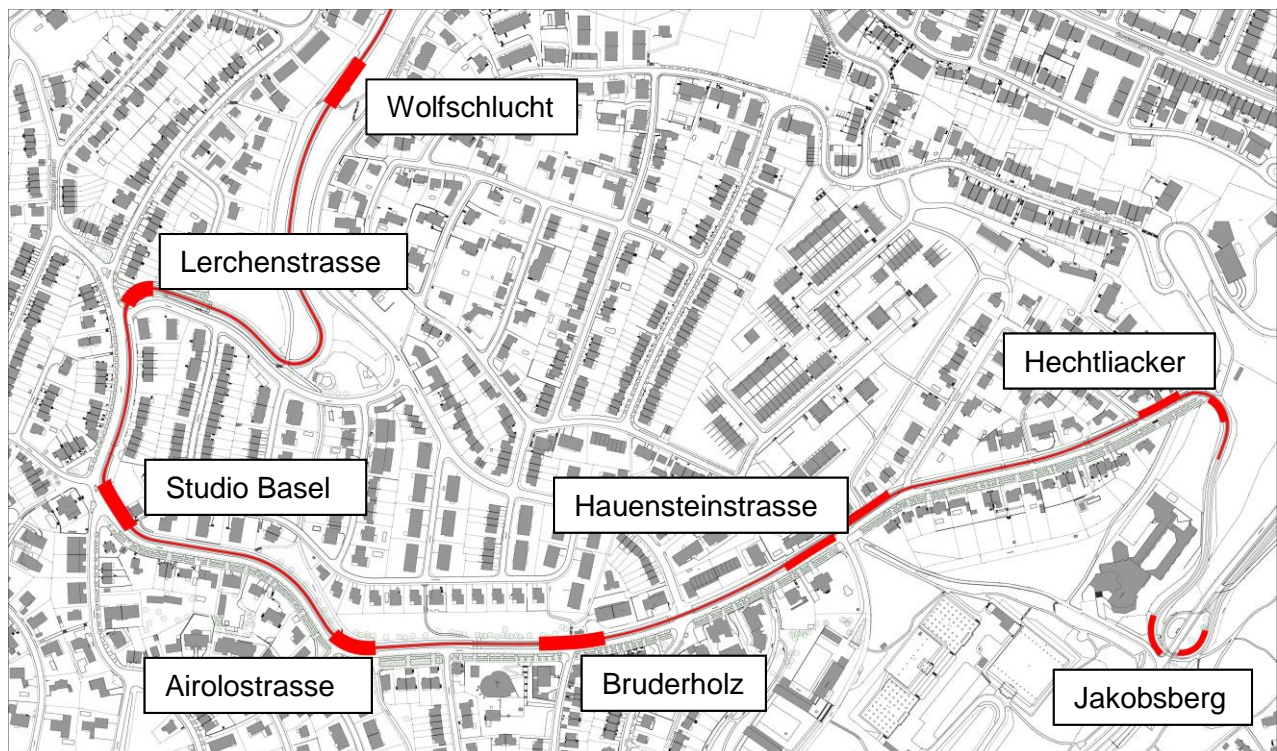 Wolfschlucht
Lerchenstrasse
Hechtliacker
Studio Basel
Hauensteinstrasse
Airolostrasse
Bruderholz
Jakobsberg